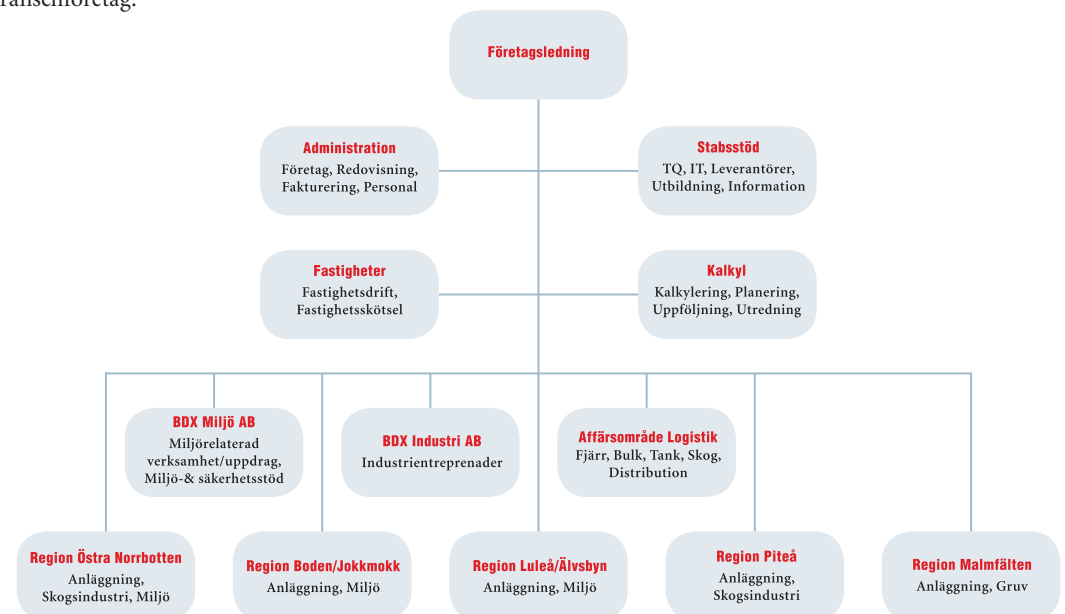 Företagsledning
Administration
Företag, Redovisning,
Fakturering, Personal
Stabsstöd
TQ, IT, Leverantörer,
Utbildning, Information
Fastigheter
Fastighetsdrift,
Fastighetsskötsel
Kalkyl
Kalkylering, Planering,
Uppföljning, Utredning
BDX Miljö AB
Miljörelaterad
verksamhet/uppdrag,
Miljö-& säkerhetsstöd
BDX Industri AB
Industrientreprenader
Affärsområde Logistik
Fjärr, Bulk, Tank, Skog,
Distribution
Region Östra Norrbotten
Anläggning,
Skogsindustri, Miljö
Region Boden/Jokkmokk
Anläggning, Miljö
Region Luleå/Älvsbyn
Anläggning, Miljö
Region Piteå
Anläggning,
Skogsindustri
Region Malmfälten
Anläggning, Gruv